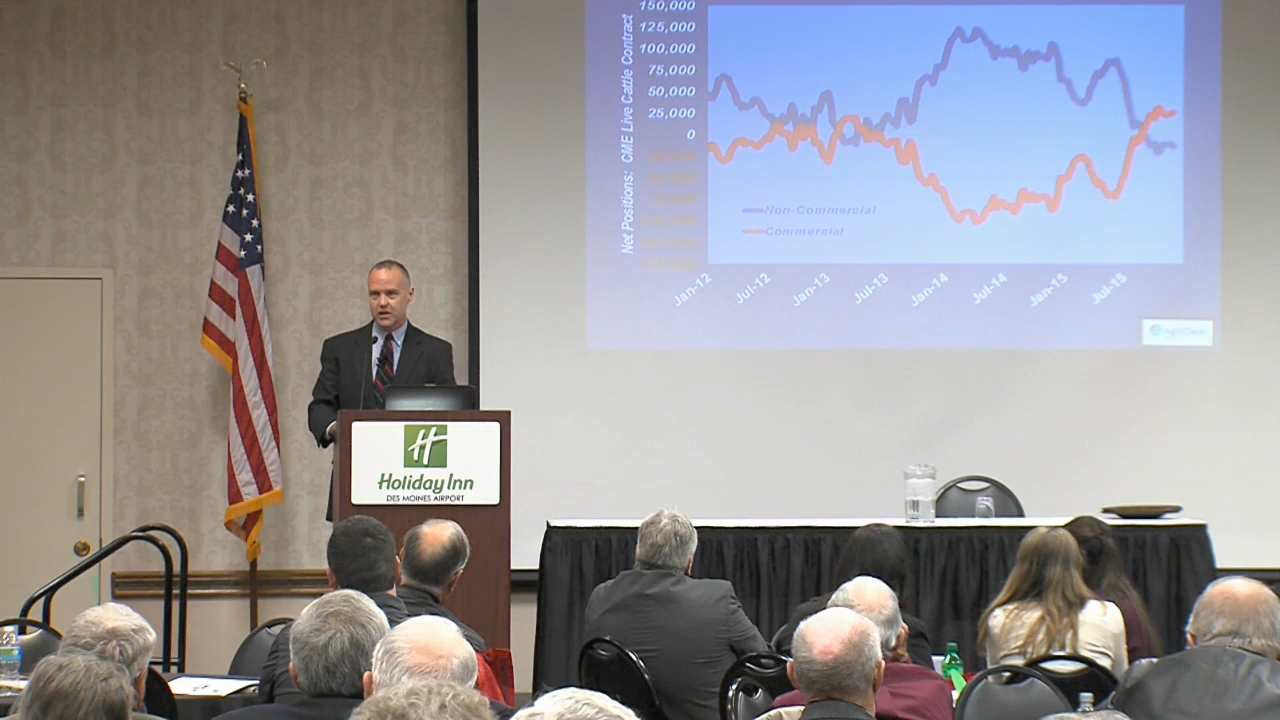 150,000
125,000
100,000
75,000
50,000
25,000
0
Net Positions: CME Live Cattle Contract
Non-Commercial
Commercial
Jan-12
Jul-12
Jan-13
Jul-13
Jan-14
Jul-14
Jan-15
Jul-15
H
Holiday Inn
DES MOINES AIRPORT